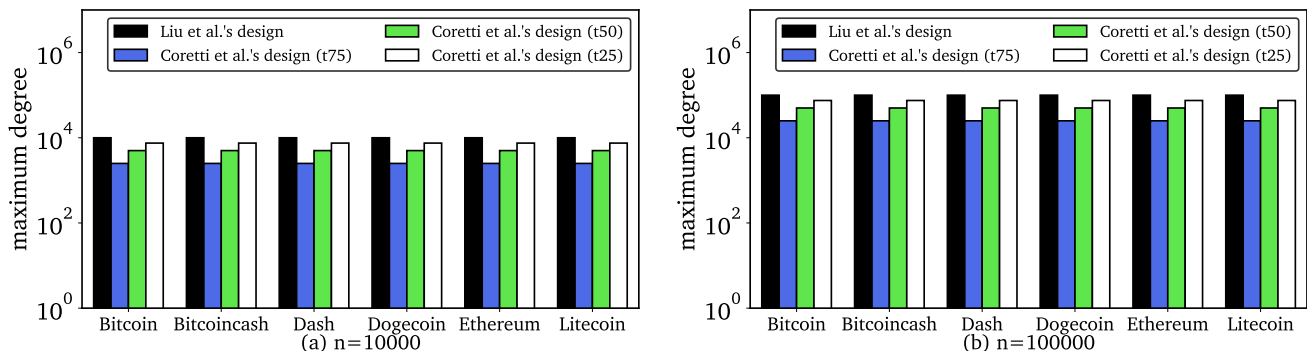 Liu et al.'s design
Coretti et al.'s design (t75)
Coretti et al.'s design (t50)
Coretti et al.'s design (t25)
maximum degree
10^6
10^4
10^2
10^0
Bitcoin Bitcoincash Dash Dogecoin Ethereum Litecoin
(a) n=10000
Liu et al.'s design
Coretti et al.'s design (t75)
Coretti et al.'s design (t50)
Coretti et al.'s design (t25)
maximum degree
10^6
10^4
10^2
10^0
Bitcoin Bitcoincash Dash Dogecoin Ethereum Litecoin
(b) n=100000